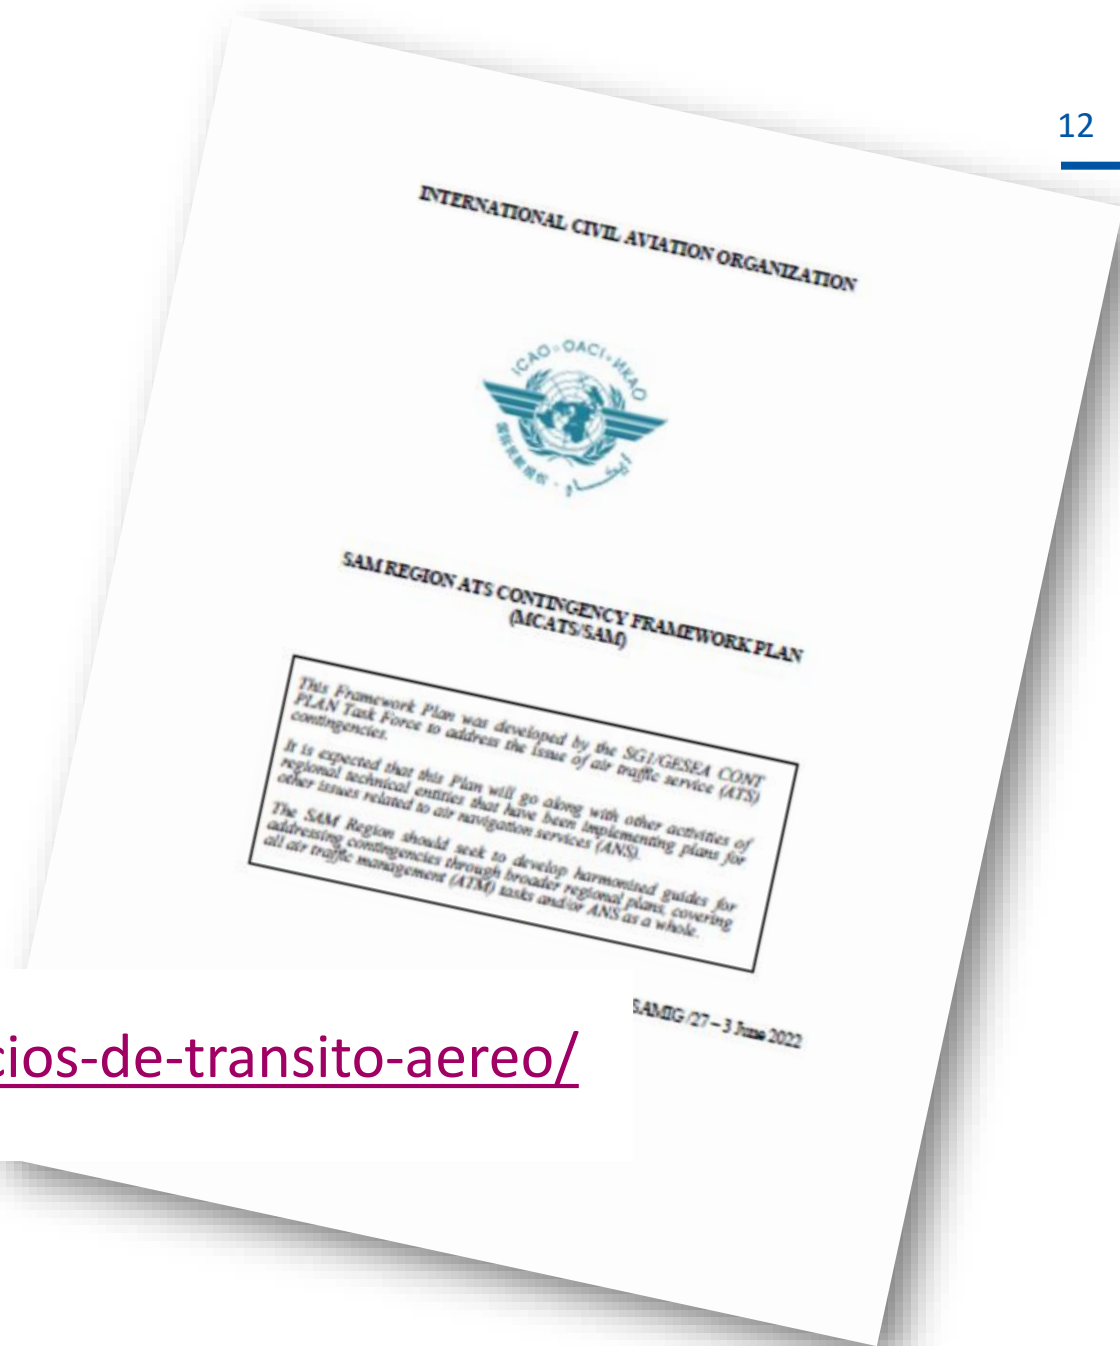 12
INTERNATIONAL CIVIL AVIATION ORGANIZATION
ICAO · OACI · ИКАО
SAM REGION ATS CONTINGENCY FRAMEWORK PLAN
(MCATS/SAM)
This Framework Plan was developed by the SG1/GESEA CONT
PLAN Task Force to address the issue of air traffic service (ATS)
contingencies.
It is expected that this Plan will go along with other activities of
regional technical entities that have been implementing plans for
other issues related to air navigation services (ANS).
The SAM Region should seek to develop harmonised guides for
addressing contingencies through broader regional plans, covering
all air traffic management (ATM) tasks and/or ANS as a whole.
SAMIG /27 – 3 June 2022
cios-de-transito-aereo/